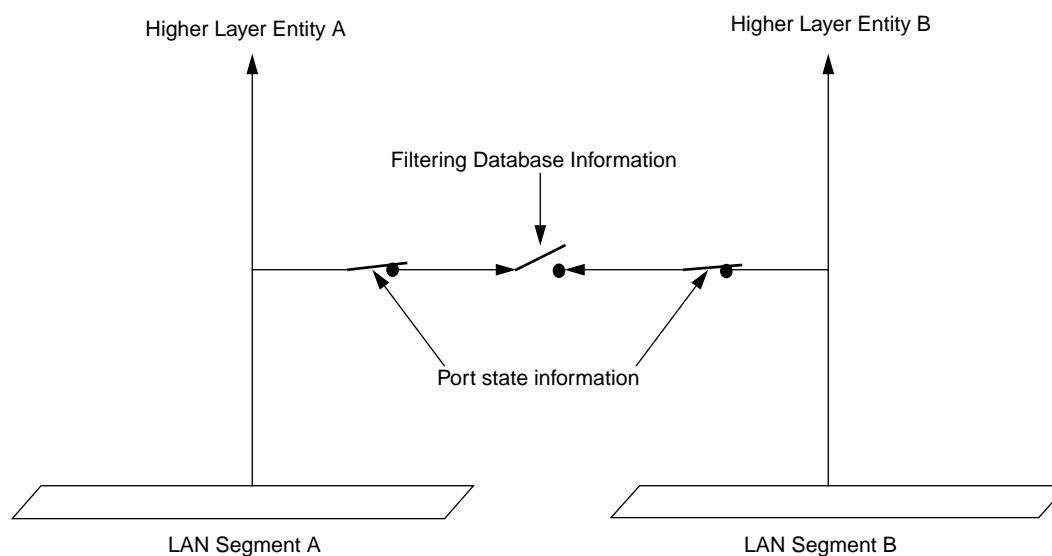 Higher Layer Entity A
Higher Layer Entity B
Filtering Database Information
Port state information
LAN Segment A
LAN Segment B